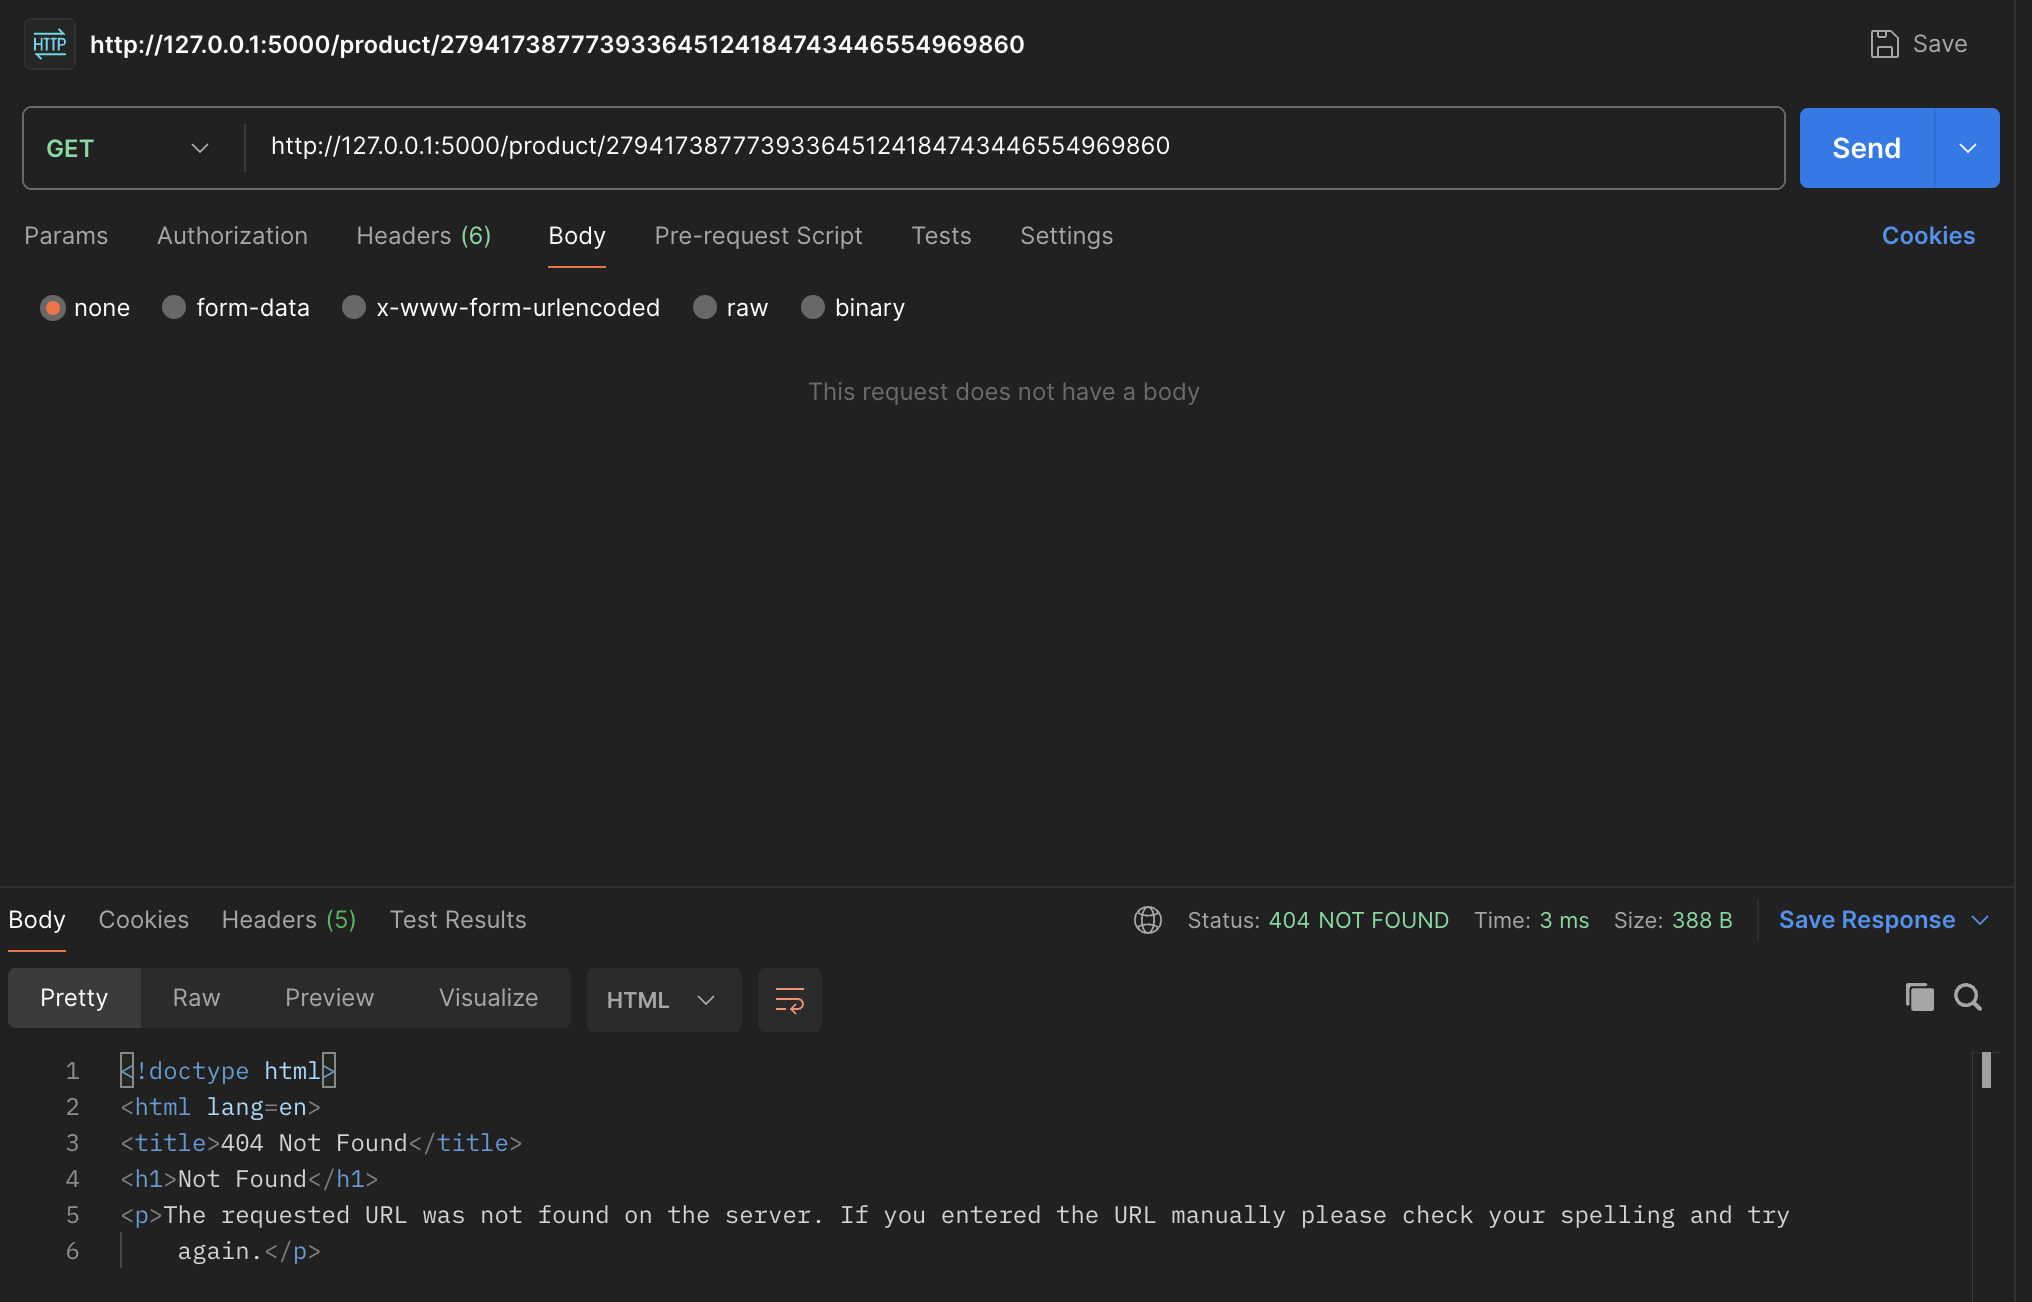 HTTP http://127.0.0.1:5000/product/279417387773933645124184743446554969860 Save
GET http://127.0.0.1:5000/product/279417387773933645124184743446554969860 Send
Params Authorization Headers (6) Body Pre-request Script Tests Settings Cookies
none form-data x-www-form-urlencoded raw binary
This request does not have a body
Body Cookies Headers (5) Test Results Status: 404 NOT FOUND Time: 3 ms Size: 388 B Save Response
Pretty Raw Preview Visualize HTML
1 <!doctype html>
2 <html lang=en>
3 <title>404 Not Found</title>
4 <h1>Not Found</h1>
5 <p>The requested URL was not found on the server. If you entered the URL manually please check your spelling and try
6 again.</p>